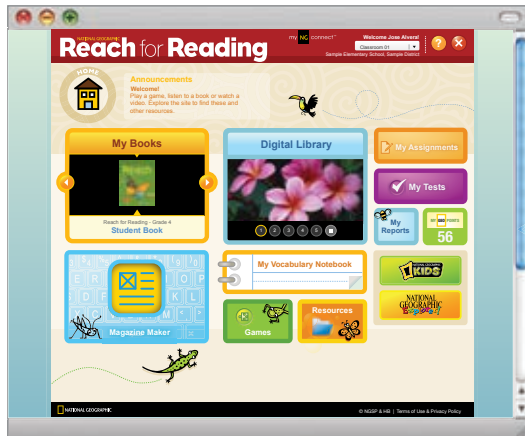 NATIONAL GEOGRAPHIC
Reach for Reading
my NG connect™
Welcome Jose Alvera!
Classroom 01
Sample Elementary School, Sample District
?
HOME
Announcements
Welcome!
Play a game, listen to a book or watch a
video. Explore the site to find these and
other resources.
My Books
Reach for Reading - Grade 4
Student Book
Digital Library
1 2 3 4 5
My Assignments
My Tests
My
Reports
POINTS
56
Magazine Maker
My Vocabulary Notebook
Games
Resources
NATIONAL GEOGRAPHIC
KIDS
NATIONAL
GEOGRAPHIC
Explorer!
NATIONAL GEOGRAPHIC
© NGSP & HB | Terms of Use & Privacy Policy